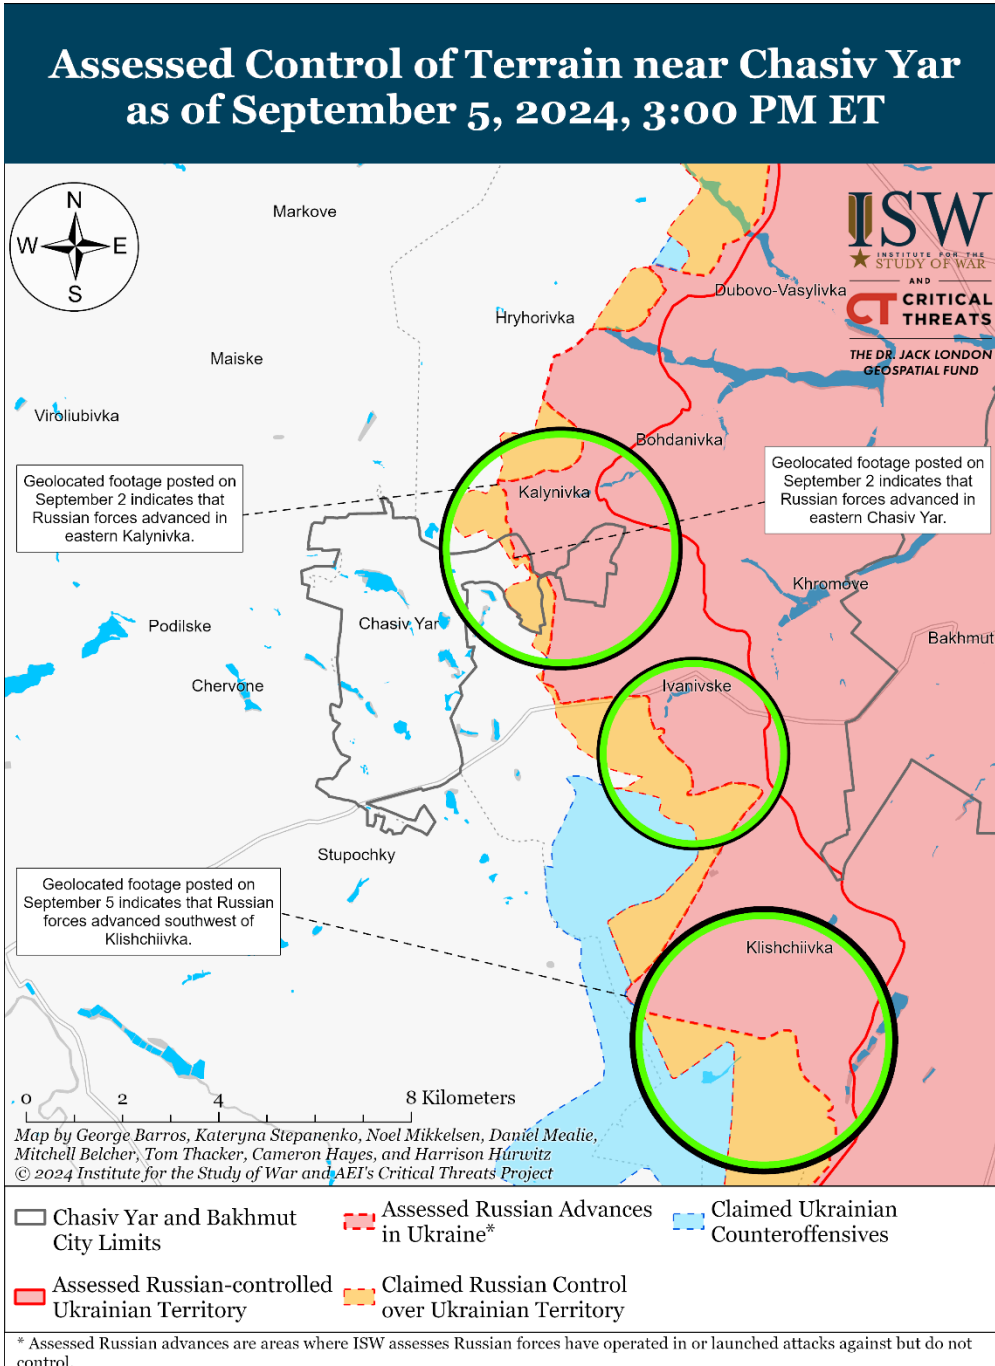 Assessed Control of Terrain near Chasiv Yar
as of September 5, 2024, 3:00 PM ET
N
W
E
S
Markove
ISW
INSTITUTE FOR THE
STUDY OF WAR
AND
CT CRITICAL
THREATS
THE DR. JACK LONDON
GEOSPATIAL FUND
Dubovo-Vasylivka
Hryhorivka
Maiske
Viroliubivka
Bohdanivka
Geolocated footage posted on
September 2 indicates that
Russian forces advanced in
eastern Kalynivka.
Kalynivka
Geolocated footage posted on
September 2 indicates that
Russian forces advanced in
eastern Chasiv Yar.
Khromove
Podilske
Chasiv Yar
Bakhmut
Chervone
Ivanivske
Stupochky
Geolocated footage posted on
September 5 indicates that Russian
forces advanced southwest of
Klishchiivka.
Klishchiivka
0 2 4 8 Kilometers
Map by George Barros, Kateryna Stepanenko, Noel Mikkelsen, Daniel Mealie,
Mitchell Belcher, Tom Thacker, Cameron Hayes, and Harrison Hurwitz
© 2024 Institute for the Study of War and AEI's Critical Threats Project
Chasiv Yar and Bakhmut
City Limits
Assessed Russian Advances
in Ukraine*
Claimed Ukrainian
Counteroffensives
Assessed Russian-controlled
Ukrainian Territory
Claimed Russian Control
over Ukrainian Territory
* Assessed Russian advances are areas where ISW assesses Russian forces have operated in or launched attacks against but do not
control.